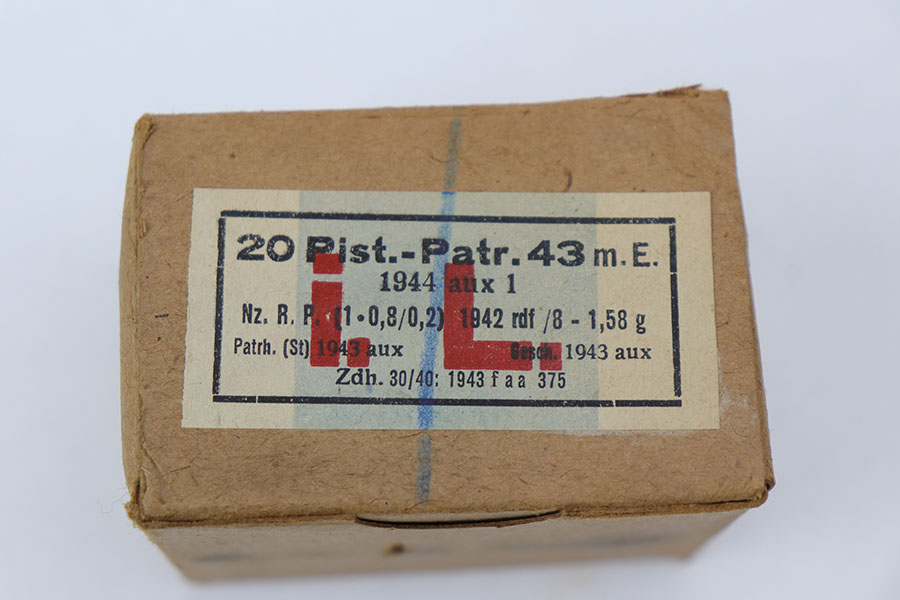 20 Pist.-Patr. 43 m. E.
1944 aux 1
Nz. R. P. (1•0,8/0,2) 1942 rdf /8 - 1,58 g
Patrh. (St) 1943 aux Gesch. 1943 aux
Zdh. 30/40: 1943 f a a 375
i. L.